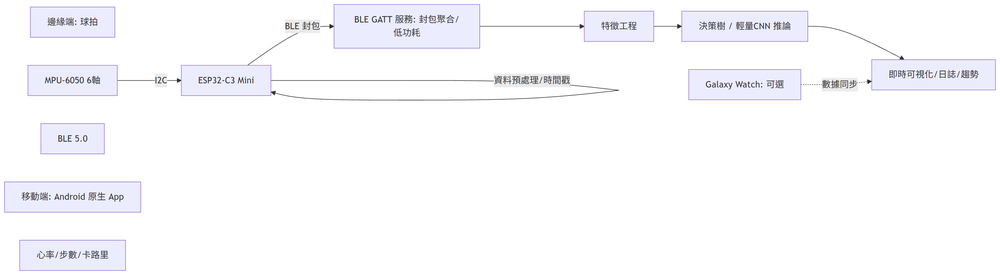 邊緣端: 球拍
BLE 封包
BLE GATT 服務: 封包聚合/
低功耗
特徵工程
決策樹 / 輕量CNN 推論
MPU-6050 6軸
I2C
ESP32-C3 Mini
資料預處理/時間戳
Galaxy Watch: 可選
數據同步
即時可視化/日誌/趨勢
BLE 5.0
移動端: Android 原生 App
心率/步數/卡路里